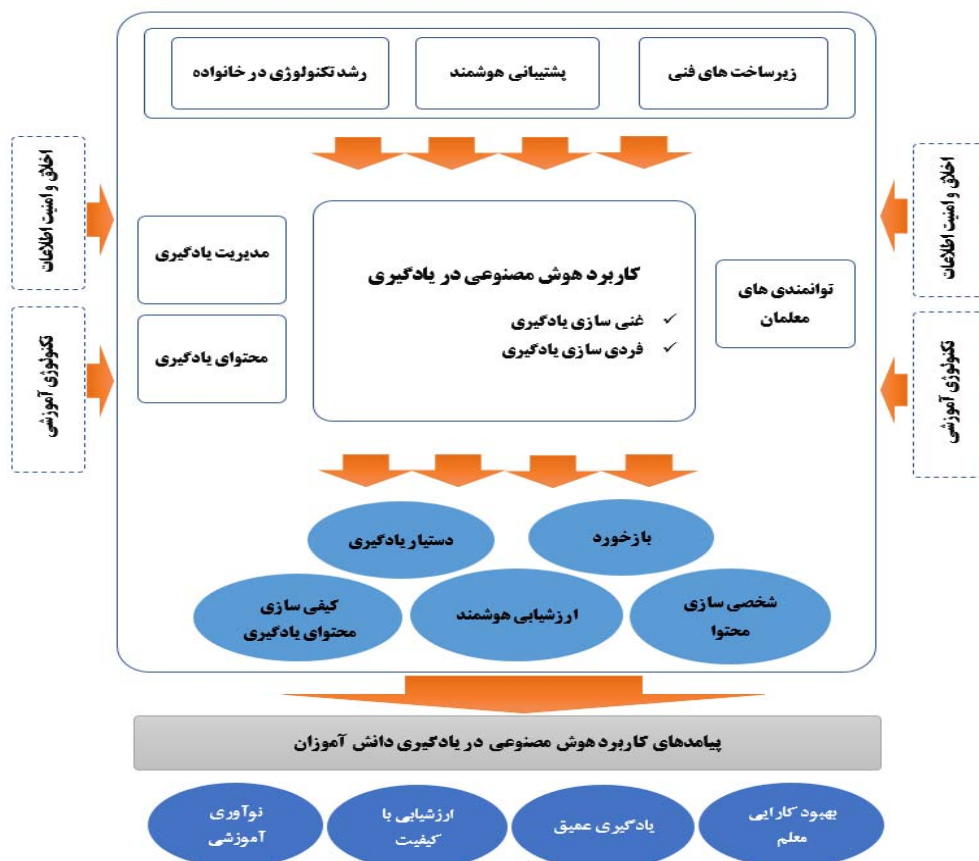 زیرساخت های فنی
پشتیبانی هوشمند
رشد تکنولوژی در خانواده
اخلاق و امنیت اطلاعات
تکنولوژی آموزشی
توانمندی های
معلمان
کاربرد هوش مصنوعی در یادگیری
✓ غنی سازی یادگیری
✓ فردی سازی یادگیری
مدیریت یادگیری
محتوای یادگیری
اخلاق و امنیت اطلاعات
تکنولوژی آموزشی
بازخورد
دستیار یادگیری
شخصی سازی
محتوا
ارزشیابی هوشمند
کیفی سازی
محتوای یادگیری
پیامدهای کاربرد هوش مصنوعی در یادگیری دانش آموزان
بهبود کارایی
معلم
یادگیری عمیق
ارزشیابی با
کیفیت
نوآوری
آموزشی